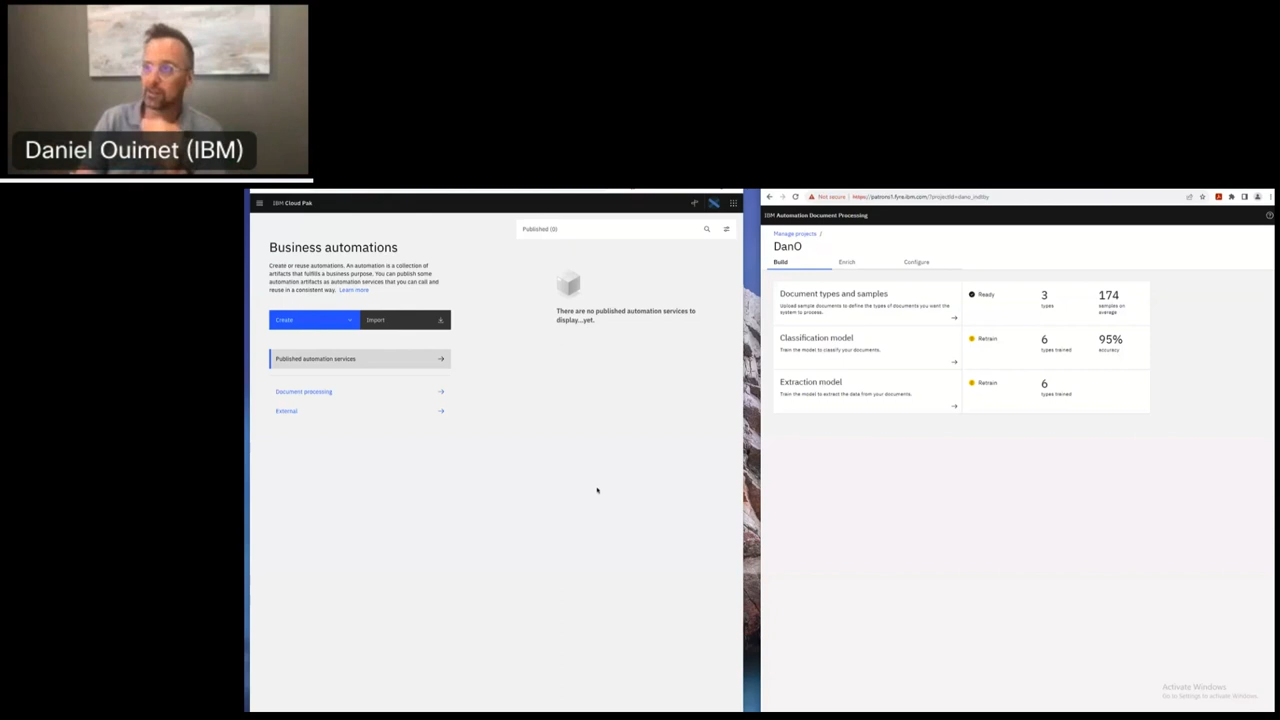 Daniel Ouimet (IBM)
IBM Cloud Pak
Business automations
Create or reuse automations. An automation is a collection of
artifacts that fulfills a business purpose. You can publish some
automation artifacts as automation services that you can call and
reuse in a consistent way. Learn more
Create
Import
Published automation services
Document processing
External
Published (0)
There are no published automation services to
display...yet.
Not secure
IBM Automation Document Processing
Manage projects /
DanO
Build
Enrich
Configure
Document types and samples
Upload sample documents to define the types of documents you want the
system to process.
Ready
3
types
174
samples on
average
Classification model
Train the model to classify your documents.
Retrain
6
types trained
95%
accuracy
Extraction model
Train the model to extract the data from your documents.
Retrain
6
types trained
Activate Windows
Go to Settings to activate Windows.